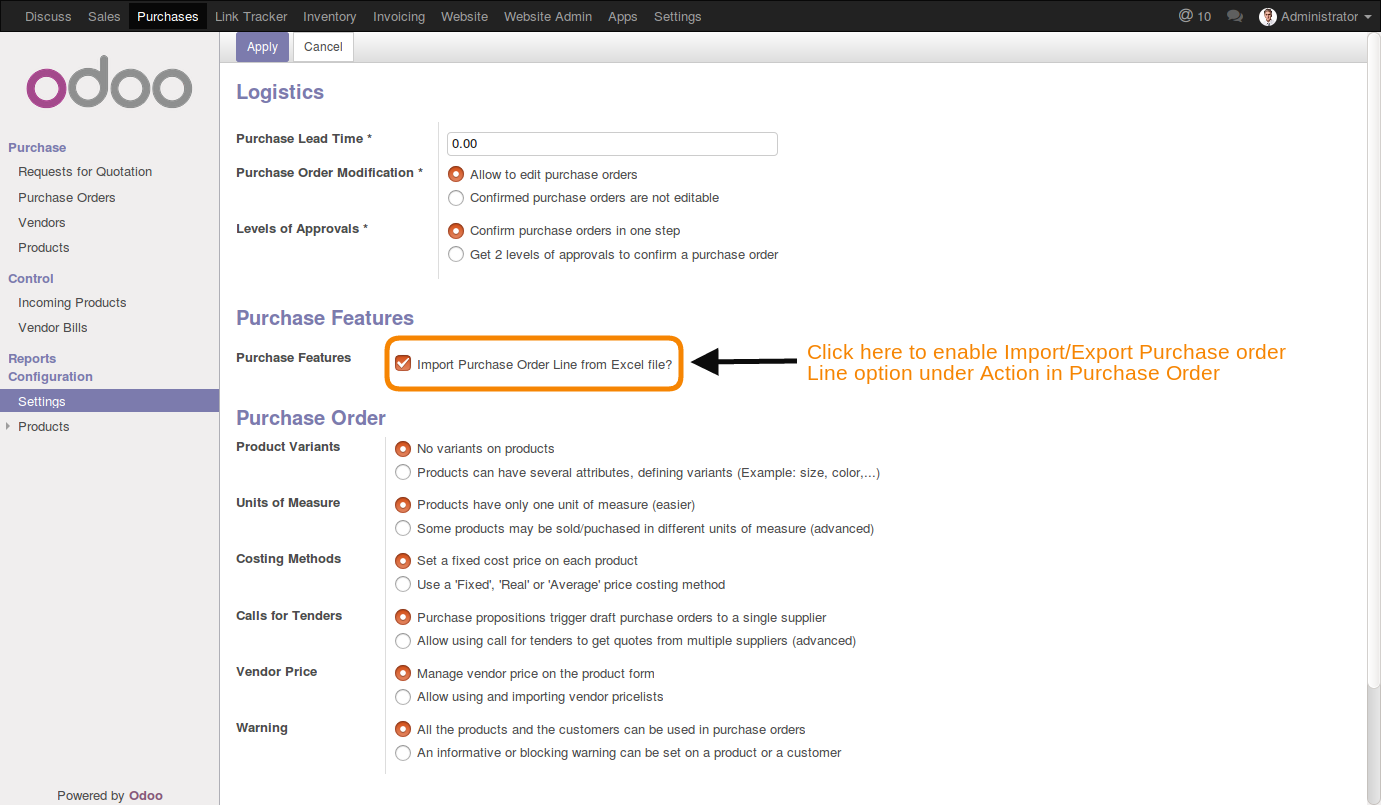 Discuss Sales Purchases Link Tracker Inventory Invoicing Website Website Admin Apps Settings @ 10 Administrator
odoo
Purchase
Requests for Quotation
Purchase Orders
Vendors
Products
Control
Incoming Products
Vendor Bills
Reports
Configuration
Settings
Products
Powered by Odoo
Apply Cancel
Logistics
Purchase Lead Time * 0.00
Purchase Order Modification * Allow to edit purchase orders
Confirmed purchase orders are not editable
Levels of Approvals * Confirm purchase orders in one step
Get 2 levels of approvals to confirm a purchase order
Purchase Features
Purchase Features Import Purchase Order Line from Excel file?
Click here to enable Import/Export Purchase order
Line option under Action in Purchase Order
Purchase Order
Product Variants No variants on products
Products can have several attributes, defining variants (Example: size, color,...)
Units of Measure Products have only one unit of measure (easier)
Some products may be sold/puchased in different units of measure (advanced)
Costing Methods Set a fixed cost price on each product
Use a 'Fixed', 'Real' or 'Average' price costing method
Calls for Tenders Purchase propositions trigger draft purchase orders to a single supplier
Allow using call for tenders to get quotes from multiple suppliers (advanced)
Vendor Price Manage vendor price on the product form
Allow using and importing vendor pricelists
Warning All the products and the customers can be used in purchase orders
An informative or blocking warning can be set on a product or a customer